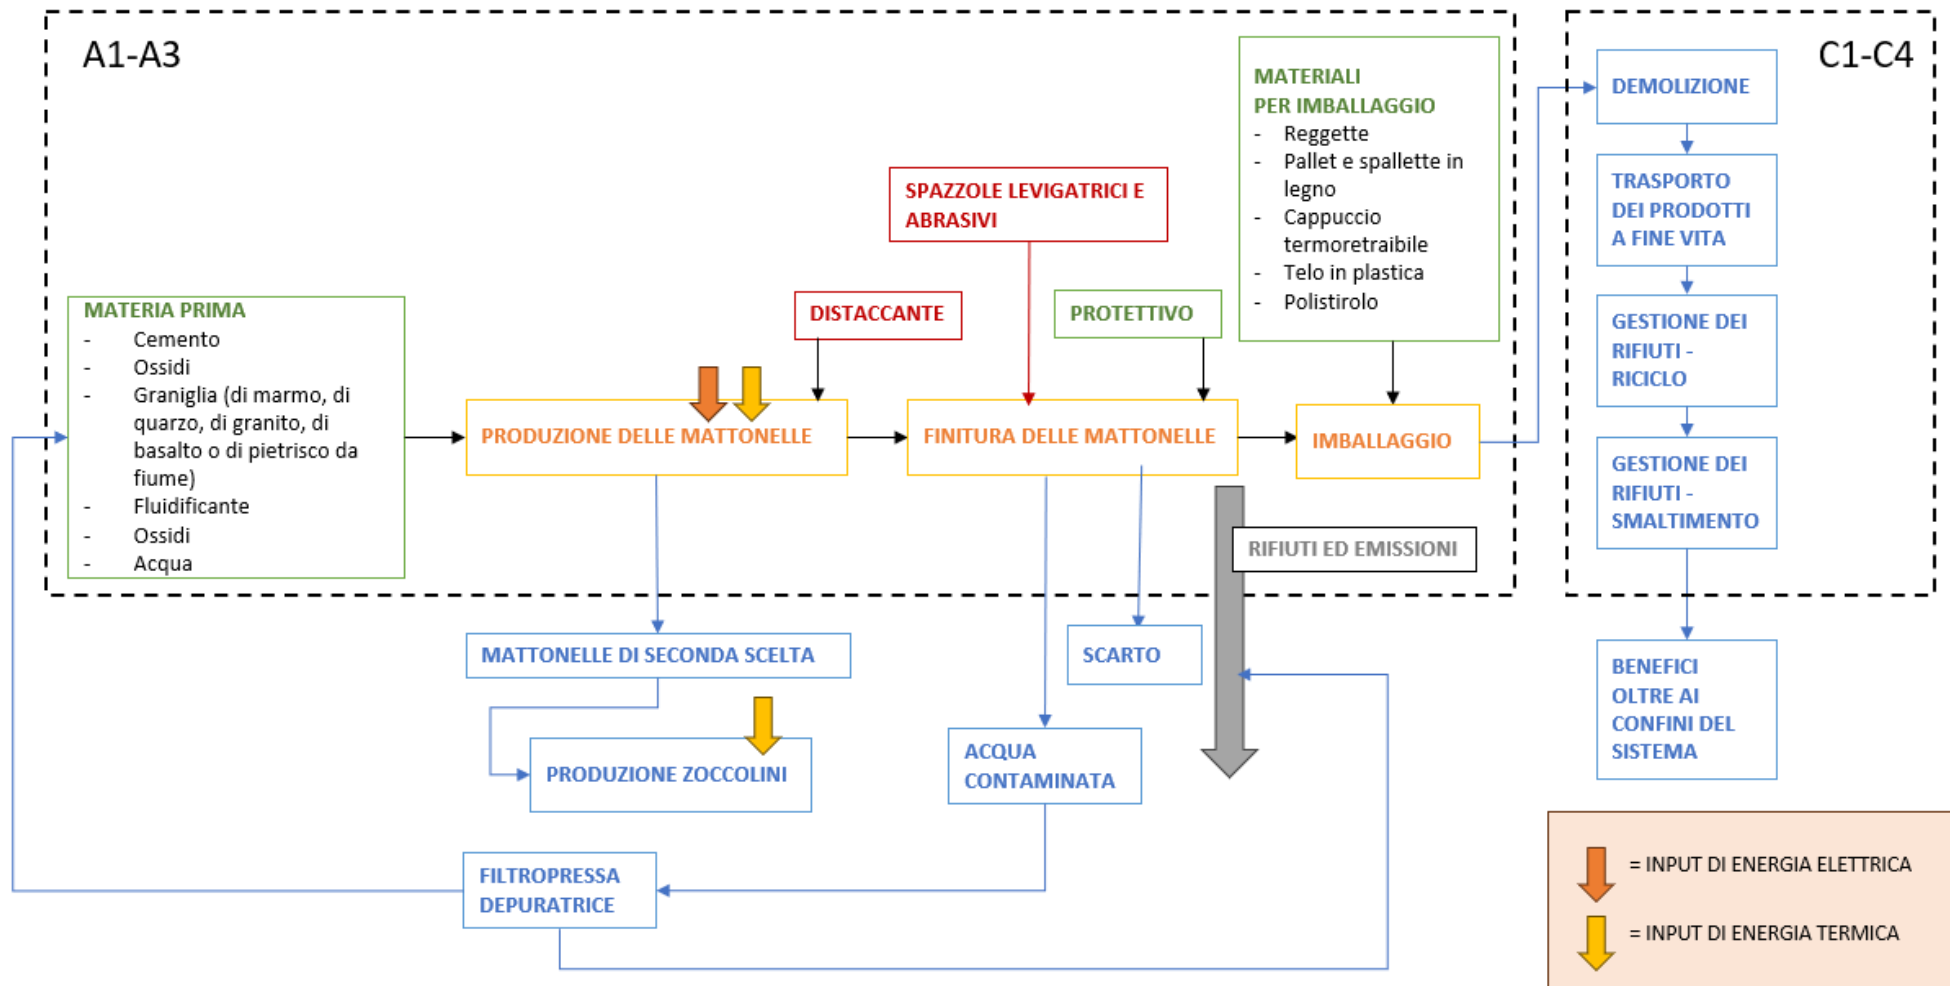 A1-A3
C1-C4
MATERIALI
PER IMBALLAGGIO
- Reggette
- Pallet e spallette in
legno
- Cappuccio
termoretraibile
- Telo in plastica
- Polistirolo
SPAZZOLE LEVIGATRICI E
ABRASIVI
DISTACCANTE
PROTETTIVO
MATERIA PRIMA
- Cemento
- Ossidi
- Graniglia (di marmo, di
quarzo, di granito, di
basalto o di pietrisco da
fiume)
- Fluidificante
- Ossidi
- Acqua
PRODUZIONE DELLE MATTONELLE
FINITURA DELLE MATTONELLE
IMBALLAGGIO
RIFIUTI ED EMISSIONI
MATTONELLE DI SECONDA SCELTA
SCARTO
PRODUZIONE ZOCCOLINI
ACQUA
CONTAMINATA
FILTROPRESSA
DEPURATRICE
DEMOLIZIONE
TRASPORTO
DEI PRODOTTI
A FINE VITA
GESTIONE DEI
RIFIUTI -
RICICLO
GESTIONE DEI
RIFIUTI -
SMALTIMENTO
BENEFICI
OLTRE AI
CONFINI DEL
SISTEMA
= INPUT DI ENERGIA ELETTRICA
= INPUT DI ENERGIA TERMICA